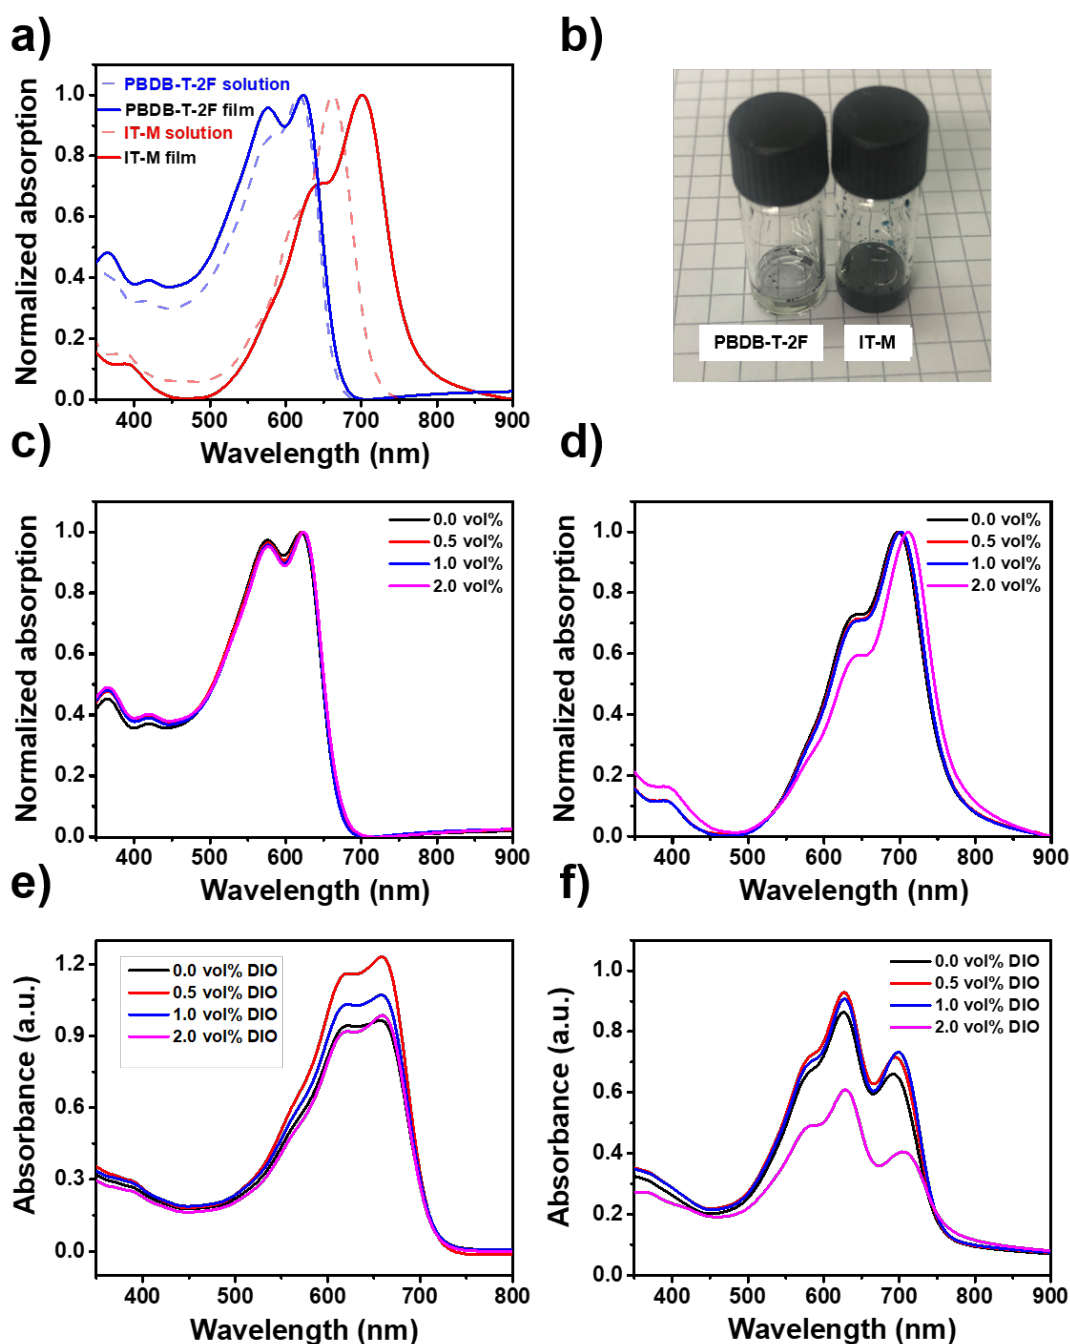 a)
Normalized absorption
1.0
0.8
0.6
0.4
0.2
0.0
PBDB-T-2F solution
PBDB-T-2F film
IT-M solution
IT-M film
400 500 600 700 800 900
Wavelength (nm)
b)
PBDB-T-2F
IT-M
c)
Normalized absorption
1.0
0.8
0.6
0.4
0.2
0.0
0.0 vol%
0.5 vol%
1.0 vol%
2.0 vol%
400 500 600 700 800 900
Wavelength (nm)
d)
Normalized absorption
1.0
0.8
0.6
0.4
0.2
0.0
0.0 vol%
0.5 vol%
1.0 vol%
2.0 vol%
400 500 600 700 800 900
Wavelength (nm)
e)
Absorbance (a.u.)
1.2
0.9
0.6
0.3
0.0
0.0 vol% DIO
0.5 vol% DIO
1.0 vol% DIO
2.0 vol% DIO
400 500 600 700 800
Wavelength (nm)
f)
Absorbance (a.u.)
1.0
0.8
0.6
0.4
0.2
0.0
0.0 vol% DIO
0.5 vol% DIO
1.0 vol% DIO
2.0 vol% DIO
400 500 600 700 800 900
Wavelength (nm)